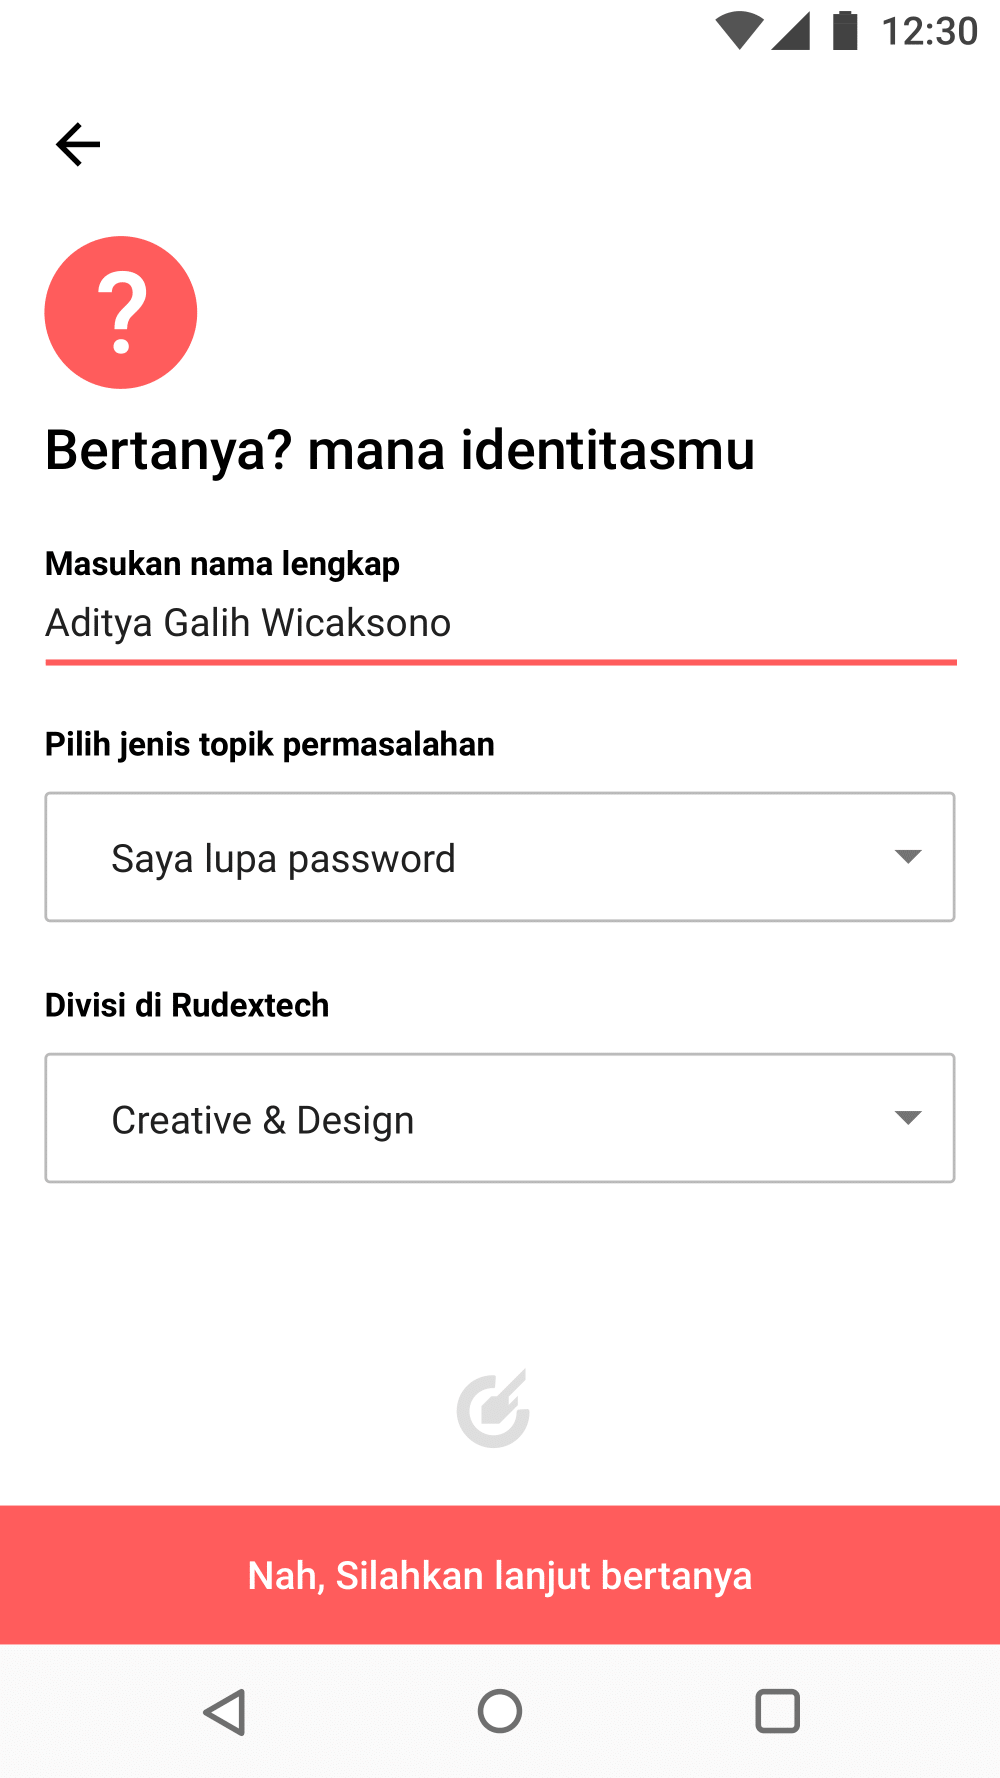 12:30
?
Bertanya? mana identitasmu
Masukan nama lengkap
Aditya Galih Wicaksono
Pilih jenis topik permasalahan
Saya lupa password
Divisi di Rudextech
Creative & Design
Nah, Silahkan lanjut bertanya